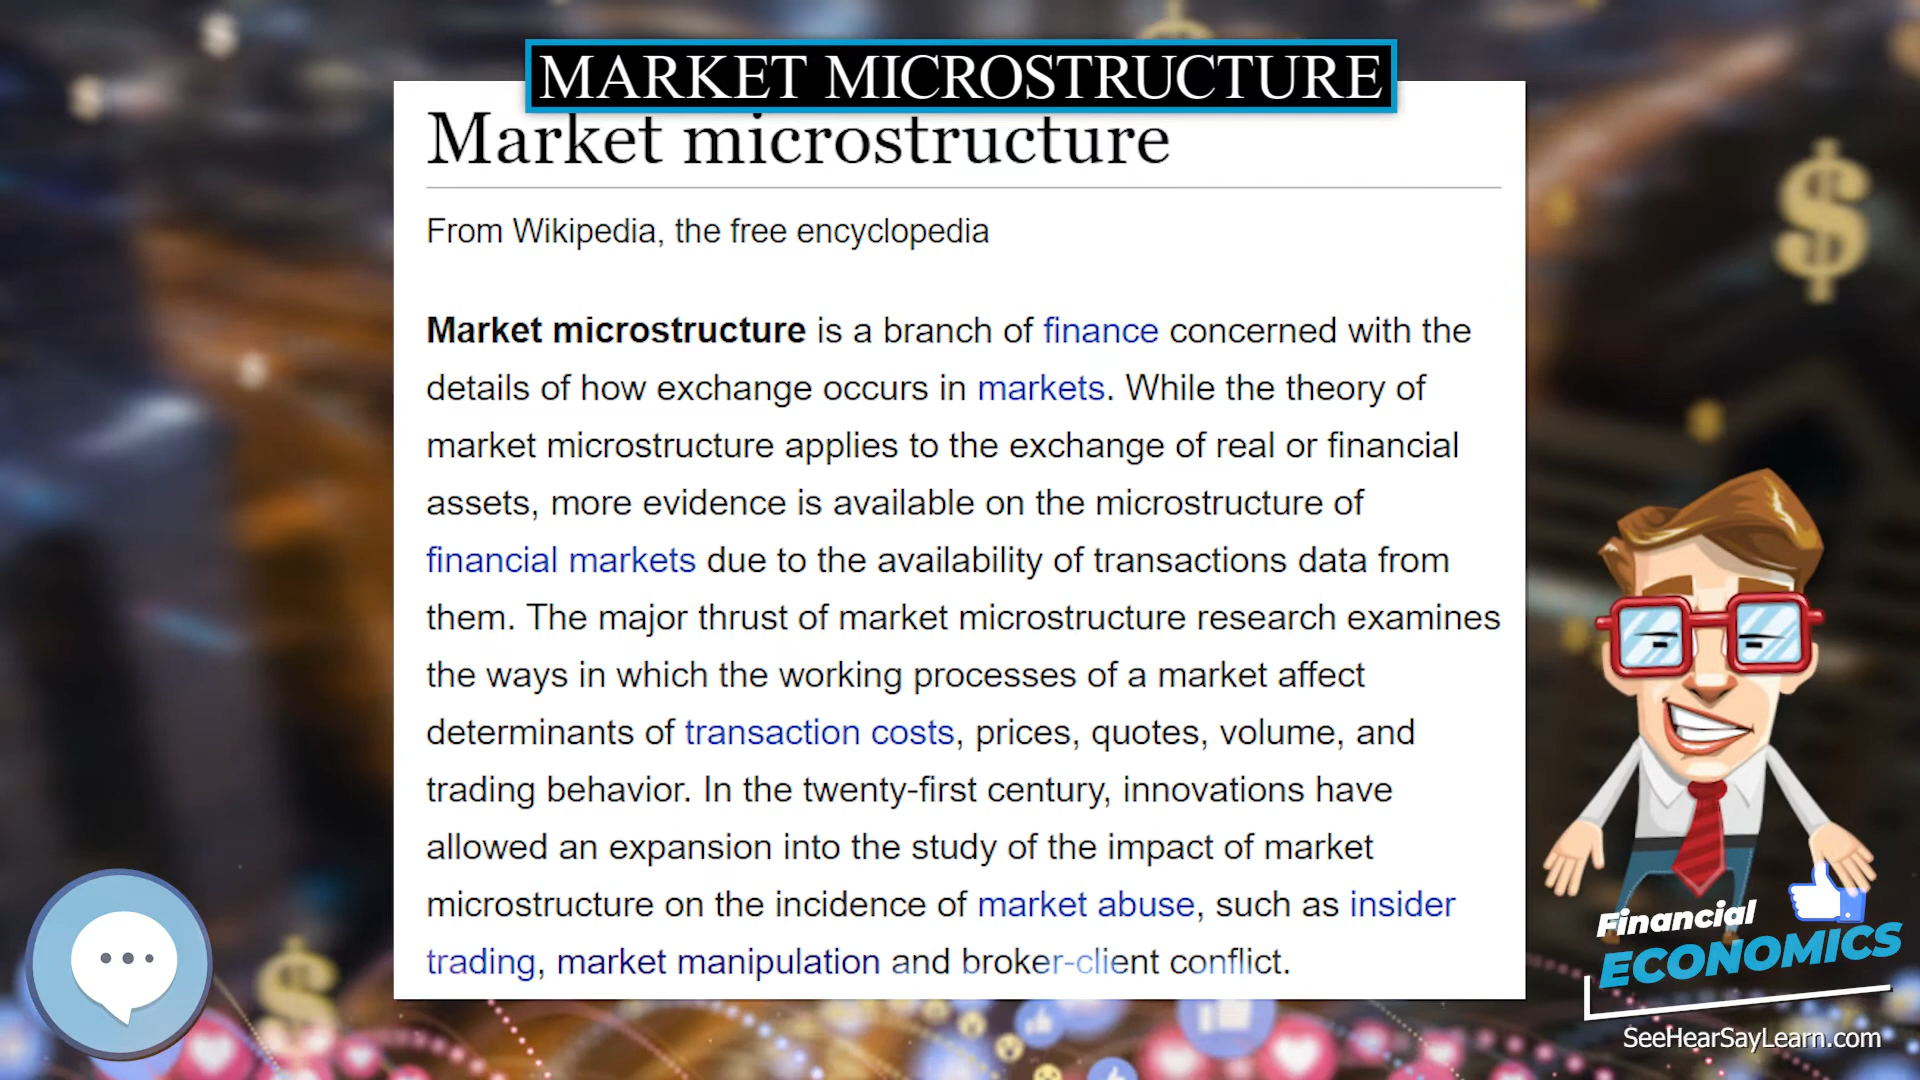 MARKET MICROSTRUCTURE
Market microstructure
From Wikipedia, the free encyclopedia
Market microstructure is a branch of finance concerned with the
details of how exchange occurs in markets. While the theory of
market microstructure applies to the exchange of real or financial
assets, more evidence is available on the microstructure of
financial markets due to the availability of transactions data from
them. The major thrust of market microstructure research examines
the ways in which the working processes of a market affect
determinants of transaction costs, prices, quotes, volume, and
trading behavior. In the twenty-first century, innovations have
allowed an expansion into the study of the impact of market
microstructure on the incidence of market abuse, such as insider
trading, market manipulation and broker-client conflict.
Financial
ECONOMICS
SeeHearSayLearn.com